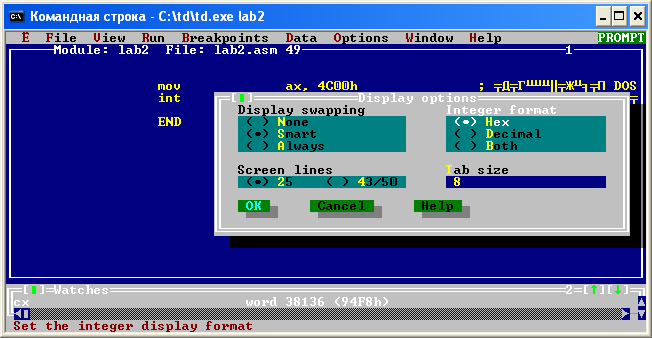 Командная строка - C:\td\td.exe lab2
Ё File View Run Breakpoints Data Options Window Help PROMPT
Module: lab2 File: lab2.asm 49 1
mov ax, 4C00h ; DOS
int
END
Display options
Display swapping Integer format
( ) None (•) Hex
(•) Smart ( ) Decimal
( ) Always ( ) Both
Screen lines Tab size
(•) 25 ( ) 43/50 8
OK Cancel Help
Watches 2
cx word 38136 (94F8h)
Set the integer display format